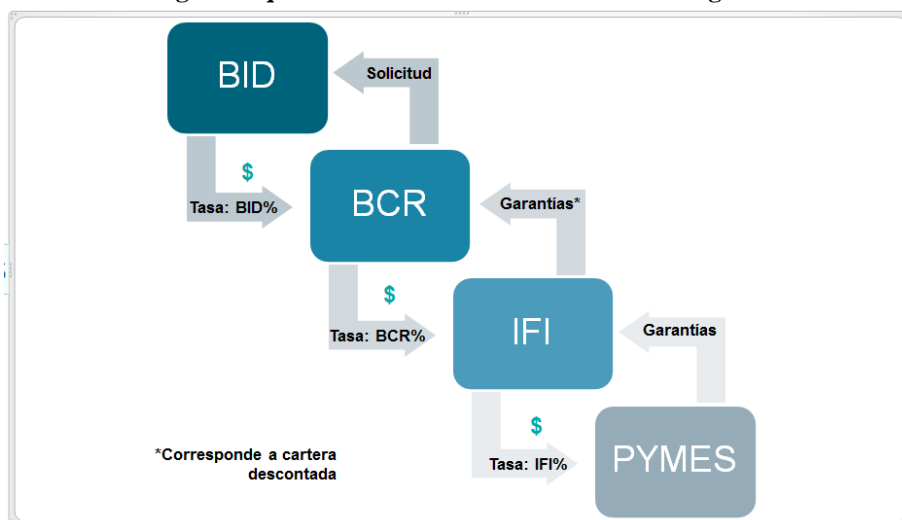 BID
Solicitud
$
Tasa: BID%
BCR
Garantías*
$
Tasa: BCR%
IFI
Garantías
$
Tasa: IFI%
PYMES
*Corresponde a cartera
descontada